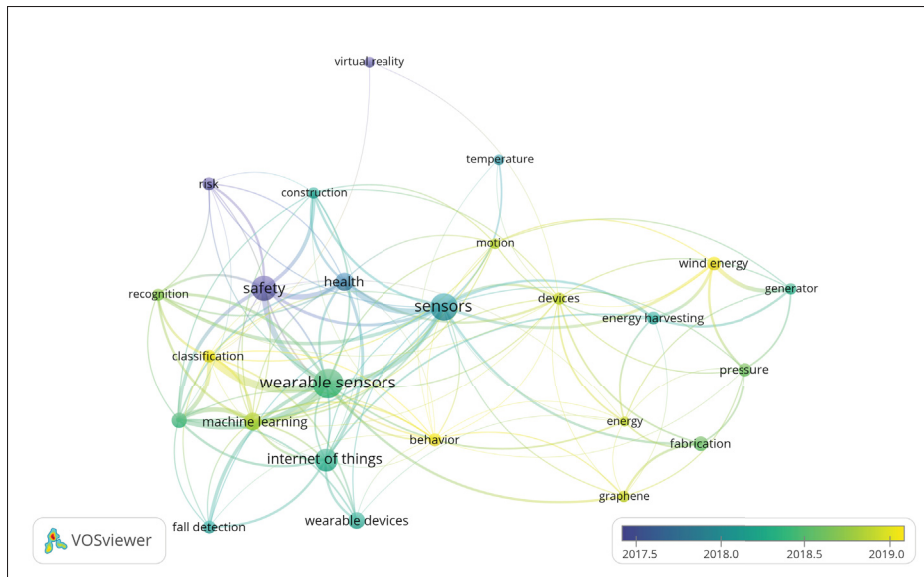 virtual reality
temperature
risk
construction
motion
wind energy
health
safety
generator
recognition
devices
sensors
energy harvesting
classification
pressure
wearable sensors
machine learning
energy
behavior
fabrication
internet of things
graphene
wearable devices
fall detection
VOSviewer
2017.5 2018.0 2018.5 2019.0